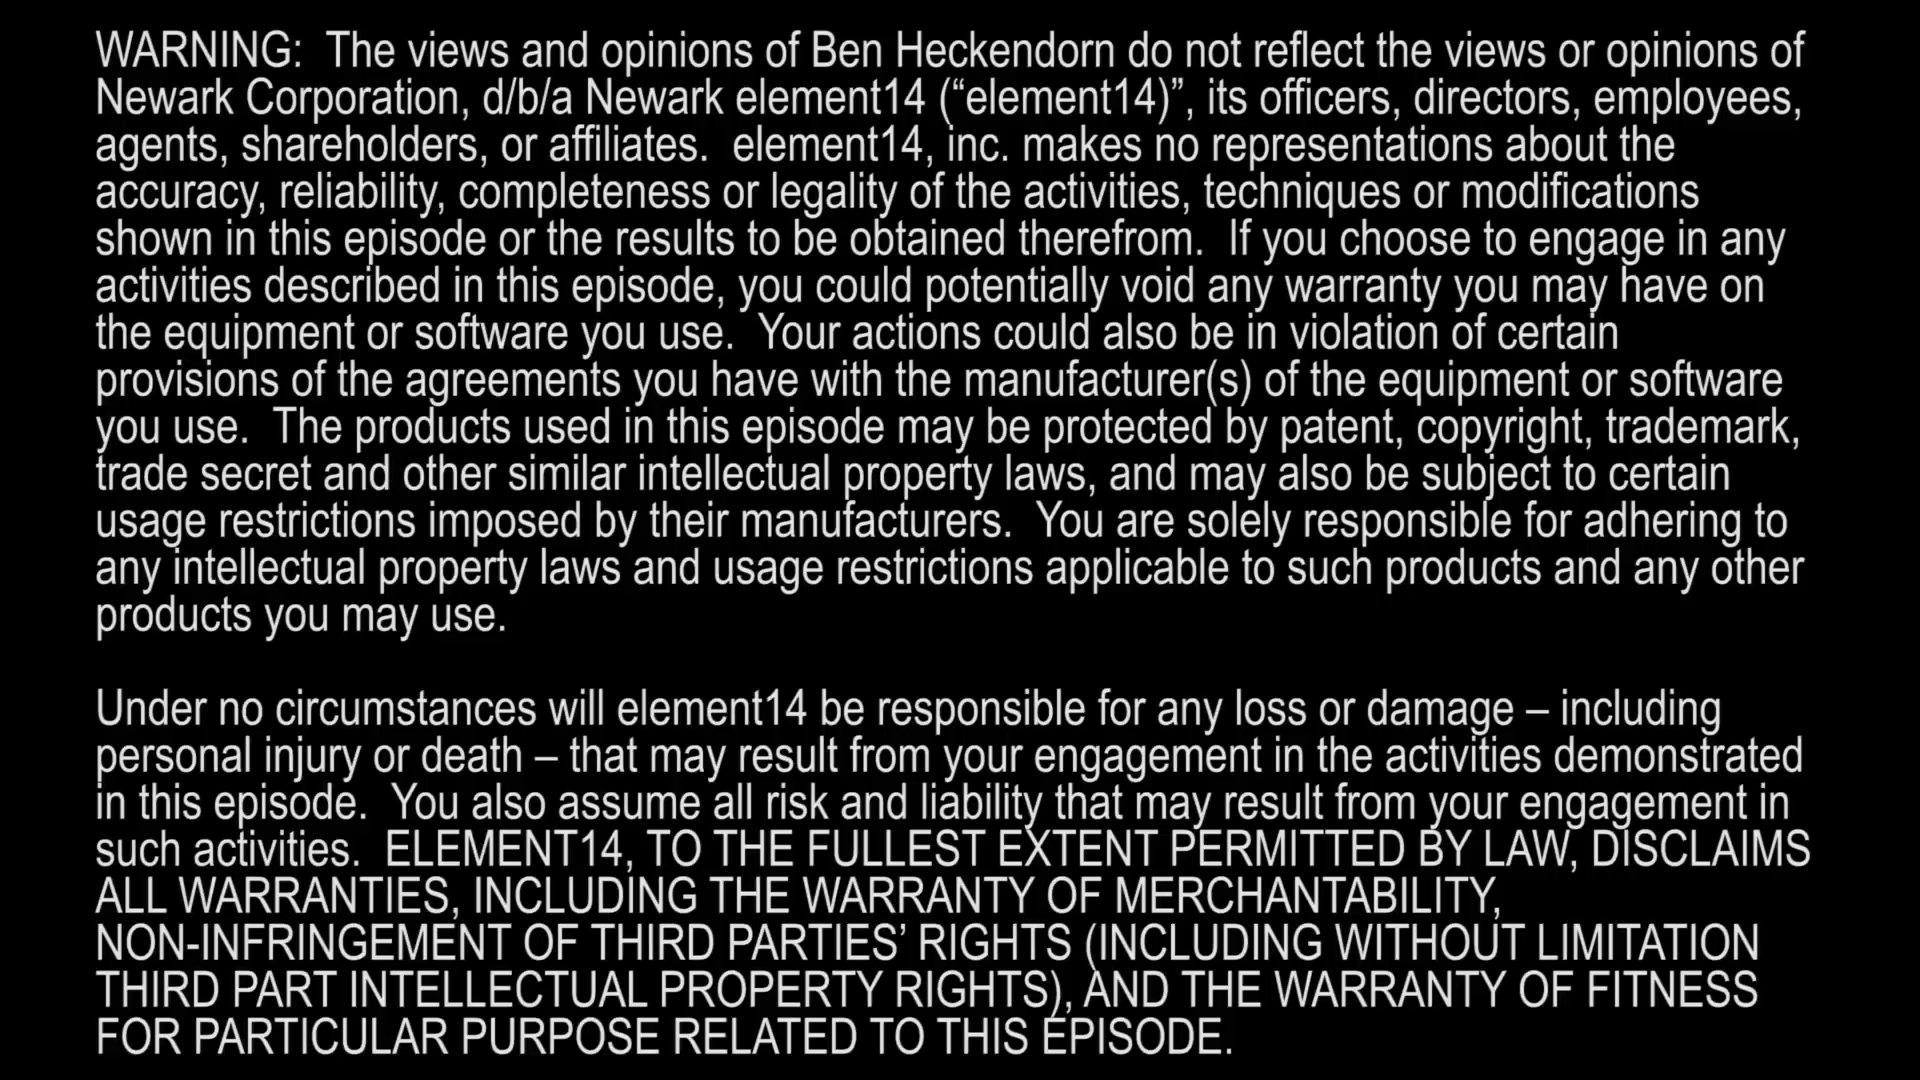 WARNING:  The views and opinions of Ben Heckendorn do not reflect the views or opinions of
Newark Corporation, d/b/a Newark element14 (“element14)”, its officers, directors, employees,
agents, shareholders, or affiliates.  element14, inc. makes no representations about the
accuracy, reliability, completeness or legality of the activities, techniques or modifications
shown in this episode or the results to be obtained therefrom.  If you choose to engage in any
activities described in this episode, you could potentially void any warranty you may have on
the equipment or software you use.  Your actions could also be in violation of certain
provisions of the agreements you have with the manufacturer(s) of the equipment or software
you use.  The products used in this episode may be protected by patent, copyright, trademark,
trade secret and other similar intellectual property laws, and may also be subject to certain
usage restrictions imposed by their manufacturers.  You are solely responsible for adhering to
any intellectual property laws and usage restrictions applicable to such products and any other
products you may use.
Under no circumstances will element14 be responsible for any loss or damage – including
personal injury or death – that may result from your engagement in the activities demonstrated
in this episode.  You also assume all risk and liability that may result from your engagement in
such activities.  ELEMENT14, TO THE FULLEST EXTENT PERMITTED BY LAW, DISCLAIMS
ALL WARRANTIES, INCLUDING THE WARRANTY OF MERCHANTABILITY,
NON-INFRINGEMENT OF THIRD PARTIES’ RIGHTS (INCLUDING WITHOUT LIMITATION
THIRD PART INTELLECTUAL PROPERTY RIGHTS), AND THE WARRANTY OF FITNESS
FOR PARTICULAR PURPOSE RELATED TO THIS EPISODE.